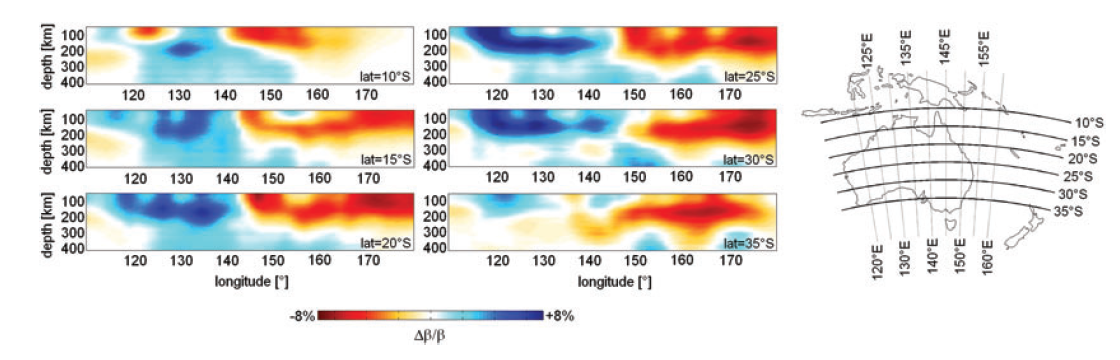 depth [km]
100
200
300
400
lat=10°S
120 130 140 150 160 170
100
200
300
400
lat=25°S
120 130 140 150 160 170
depth [km]
100
200
300
400
lat=15°S
120 130 140 150 160 170
100
200
300
400
lat=30°S
120 130 140 150 160 170
depth [km]
100
200
300
400
lat=20°S
120 130 140 150 160 170
longitude [°]
100
200
300
400
lat=35°S
120 130 140 150 160 170
longitude [°]
-8% +8%
Δβ/β
125°E 135°E 145°E 155°E
10°S
15°S
20°S
25°S
30°S
35°S
120°E 130°E 140°E 150°E 160°E